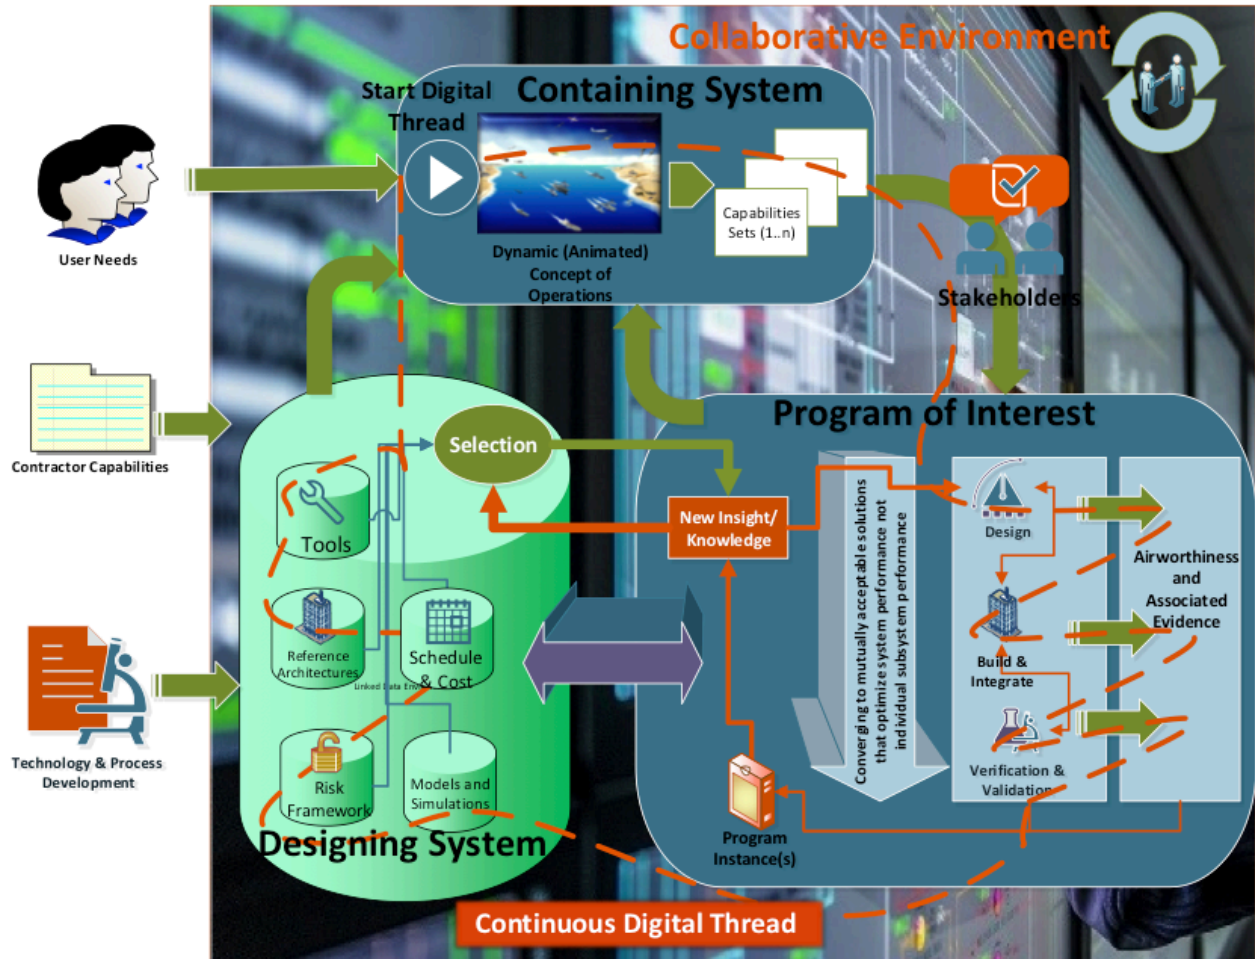 Collaborative Environment
Containing System
Start Digital
Thread
Dynamic (Animated)
Concept of
Operations
Capabilities
Sets (1..n)
Stakeholders
User Needs
Contractor Capabilities
Technology & Process
Development
Selection
Tools
Reference
Architectures
Schedule
& Cost
Linked Data Env
Risk
Framework
Models and
Simulations
Designing System
Program of Interest
New Insight/
Knowledge
Converging to mutually acceptable solutions
that optimize system performance not
individual subsystem performance
Design
Build &
Integrate
Verification &
Validation
Airworthiness
and
Associated
Evidence
Program
Instance(s)
Continuous Digital Thread